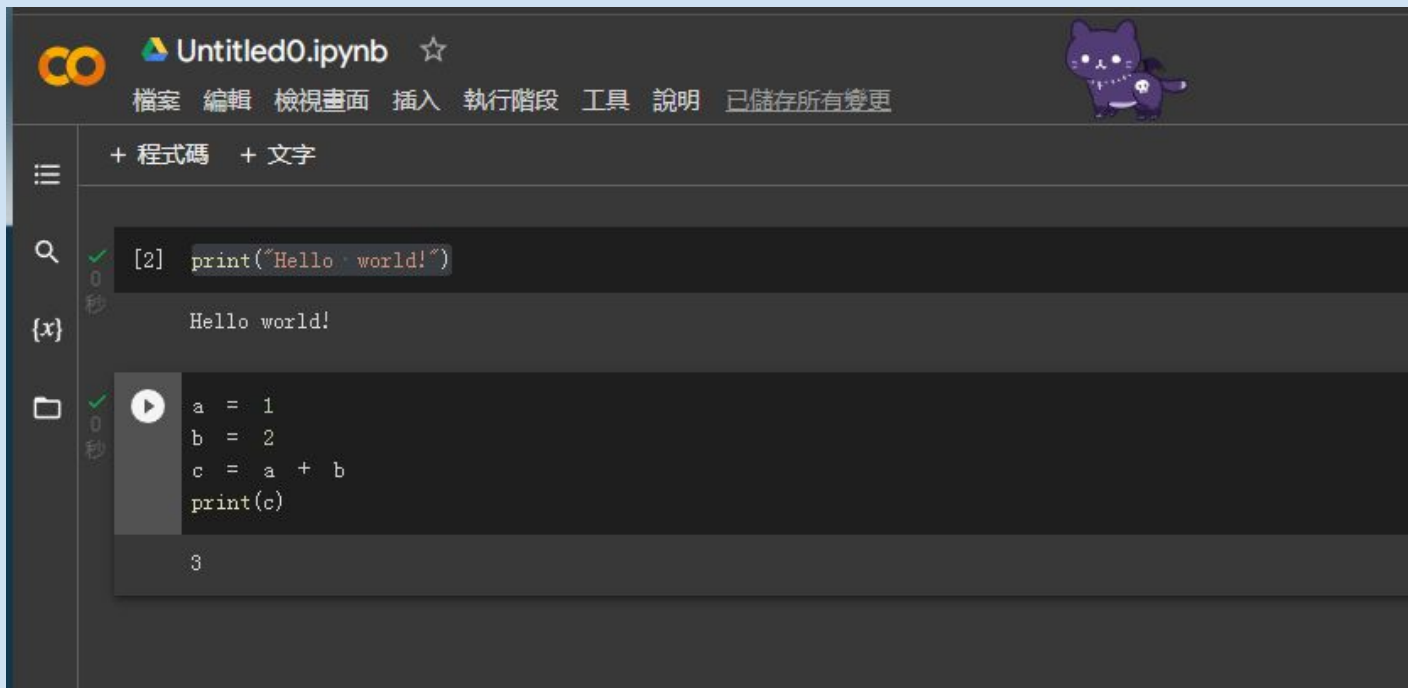 CO
Untitled0.ipynb
檔案 編輯 檢視畫面 插入 執行階段 工具 說明 已儲存所有變更
+ 程式碼 + 文字
[2] print("Hello world!")
0
秒
Hello world!
{x}
a = 1
0
b = 2
秒
c = a + b
print(c)
3